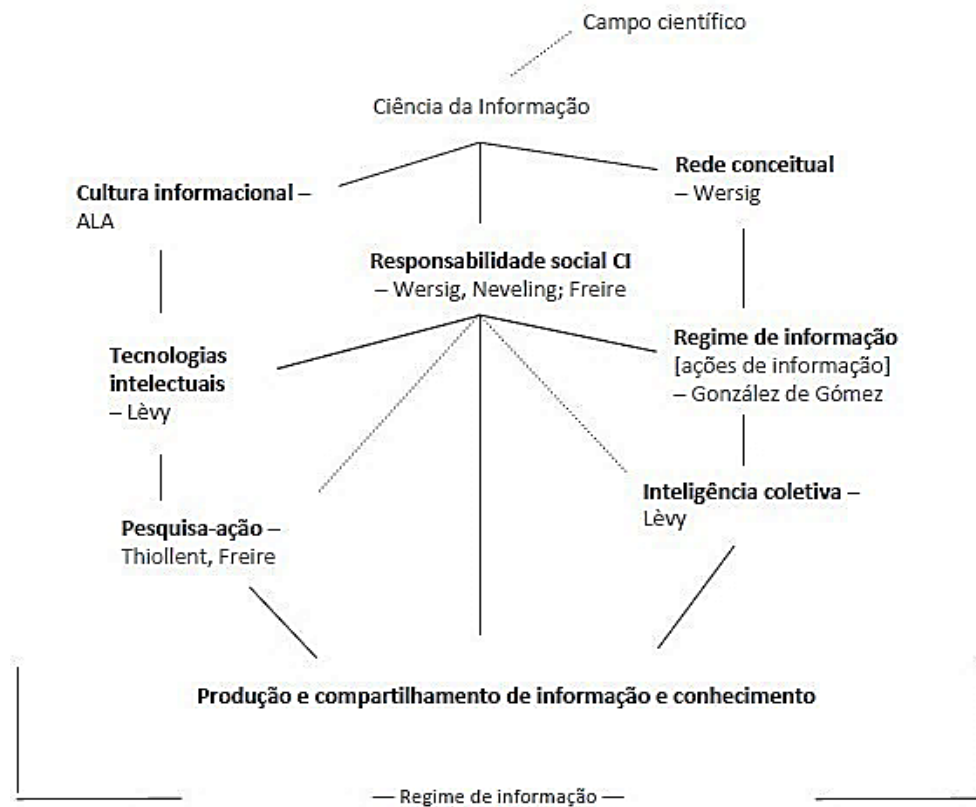 Campo científico
Ciência da Informação
Rede conceitual
– Wersig
Cultura informacional –
ALA
Responsabilidade social CI
– Wersig, Neveling; Freire
Regime de informação
[ações de informação]
– González de Gómez
Tecnologias
intelectuais
– Lèvy
Inteligência coletiva –
Lèvy
Pesquisa-ação –
Thiollent, Freire
Produção e compartilhamento de informação e conhecimento
— Regime de informação —